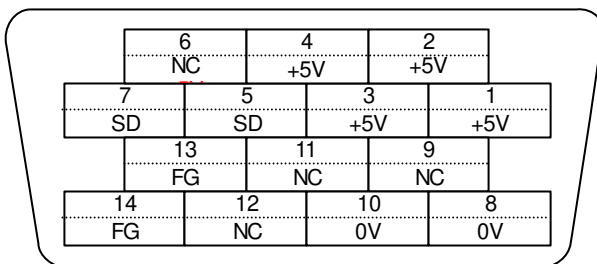 6 4 2
NC +5V +5V
7 5 3 1
SD SD +5V +5V
13 11 9
FG NC NC
14 12 10 8
FG NC 0V 0V